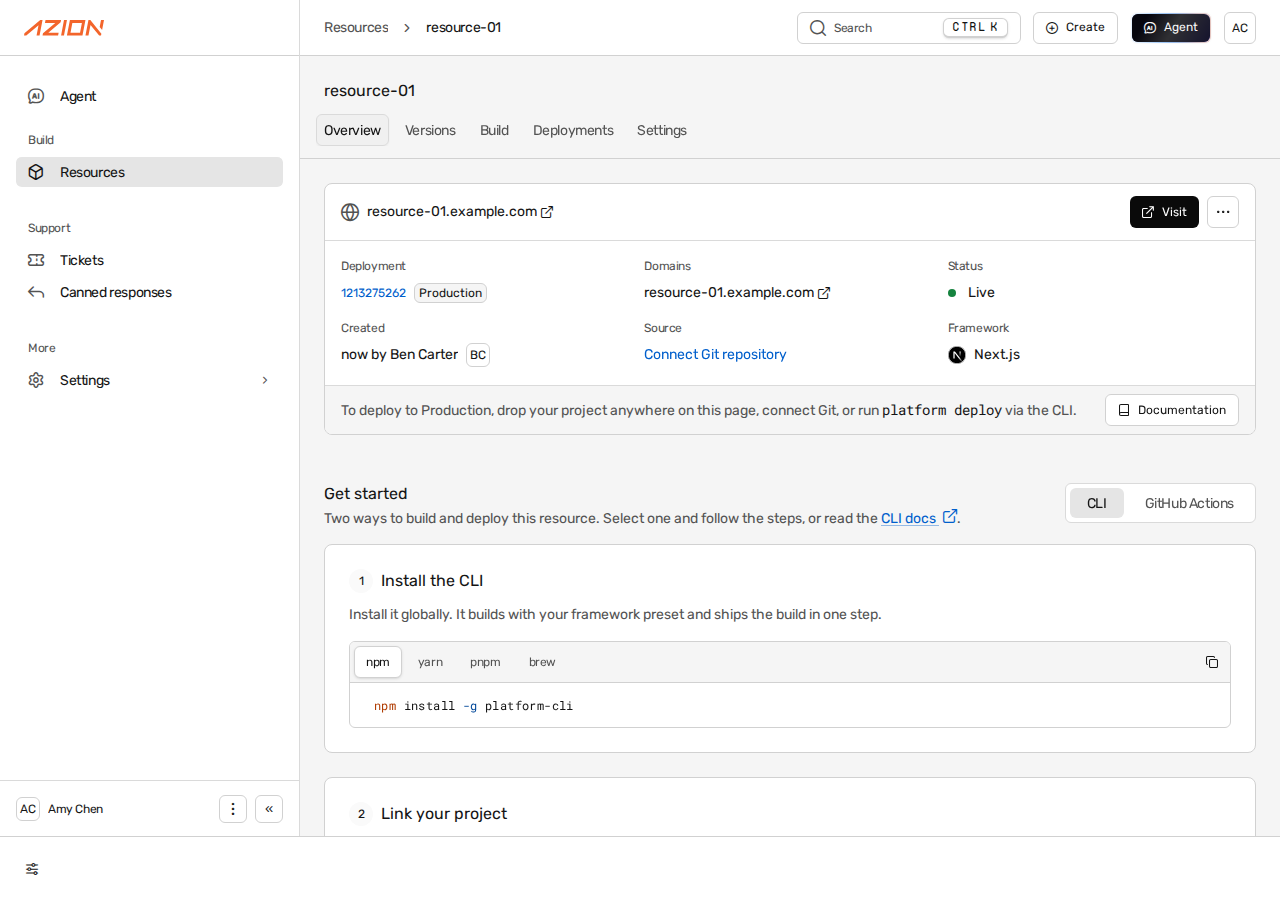 AZION
Resources > resource-01
Search CTRL K
Create
Agent
AC
Agent
Build
Resources
Support
Tickets
Canned responses
More
Settings
AC Amy Chen
resource-01
Overview Versions Build Deployments Settings
resource-01.example.com
Visit
Deployment Domains Status
1213275262 Production resource-01.example.com Live
Created Source Framework
now by Ben Carter BC Connect Git repository Next.js
To deploy to Production, drop your project anywhere on this page, connect Git, or run platform deploy via the CLI.
Documentation
Get started
Two ways to build and deploy this resource. Select one and follow the steps, or read the CLI docs .
CLI GitHub Actions
1 Install the CLI
Install it globally. It builds with your framework preset and ships the build in one step.
npm yarn pnpm brew
npm install -g platform-cli
2 Link your project